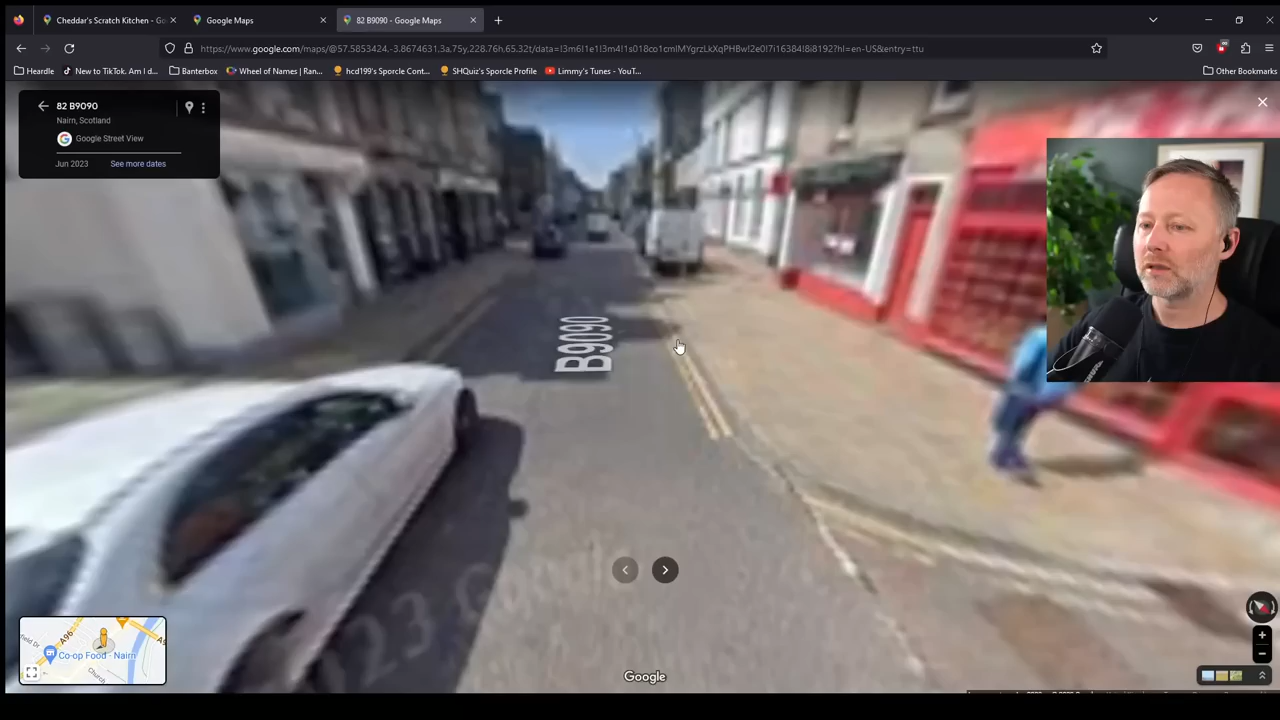 Cheddar's Scratch Kitchen - Go
Google Maps
82 B9090 - Google Maps
https://www.google.com/maps/@57.5853424,-3.8674631,3a,75y,228.76h,65.32t/data=!3m6!1e1!3m4!1s018co1cmIMYgrzLkXqPHBw!2e0!7i16384!8i8192?hl=en-US&entry=ttu
Heardle
New to TikTok. Am I d...
Banterbox
Wheel of Names | Ran...
hcd199's Sporcle Cont...
SHQuiz's Sporcle Profile
Limmy's Tunes - YouT...
Other Bookmarks
82 B9090
Nairn, Scotland
Google Street View
Jun 2023
See more dates
B9090
A96
Co-op Food - Nairn
Church
Google